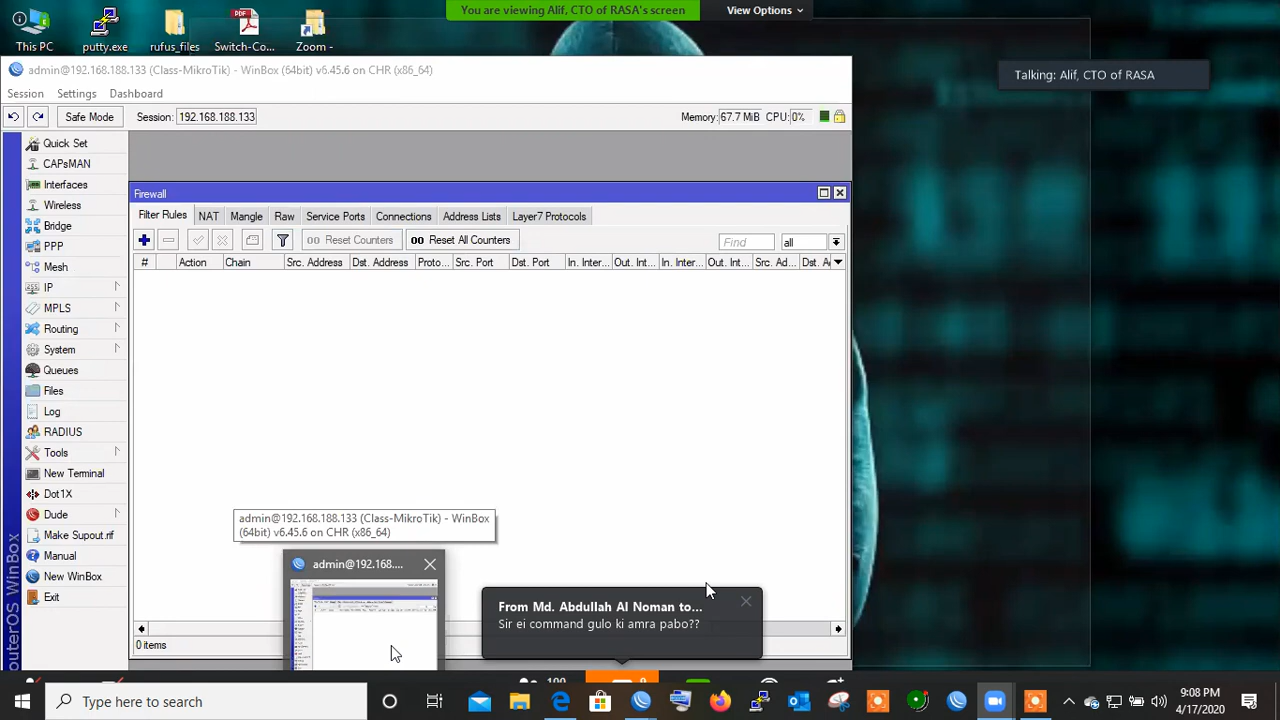 You are viewing Alif, CTO of RASA's screen
View Options
This PC
putty.exe
rufus_files
Switch-Co...
Zoom -
Talking: Alif, CTO of RASA
admin@192.168.188.133 (Class-MikroTik) - WinBox (64bit) v6.45.6 on CHR (x86_64)
Session Settings Dashboard
Safe Mode Session: 192.168.188.133 Memory: 67.7 MiB CPU: 0%
Quick Set
CAPsMAN
Interfaces
Wireless
Bridge
PPP
Mesh
IP
MPLS
Routing
System
Queues
Files
Log
RADIUS
Tools
New Terminal
Dot1X
Dude
Make Supout.rif
Manual
New WinBox
Exit
RouterOS WinBox
Firewall
Filter Rules NAT Mangle Raw Service Ports Connections Address Lists Layer7 Protocols
00 Reset Counters 00 Reset All Counters Find all
# Action Chain Src. Address Dst. Address Proto... Src. Port Dst. Port In. Inter... Out. Int... In. Inter... Out. Int... Src. Ad... Dst. A
admin@192.168.188.133 (Class-MikroTik) - WinBox
(64bit) v6.45.6 on CHR (x86_64)
admin@192.168....
From Md. Abdullah Al Noman to...
Sir ei command gulo ki amra pabo??
0 items
Type here to search
9:08 PM
4/17/2020